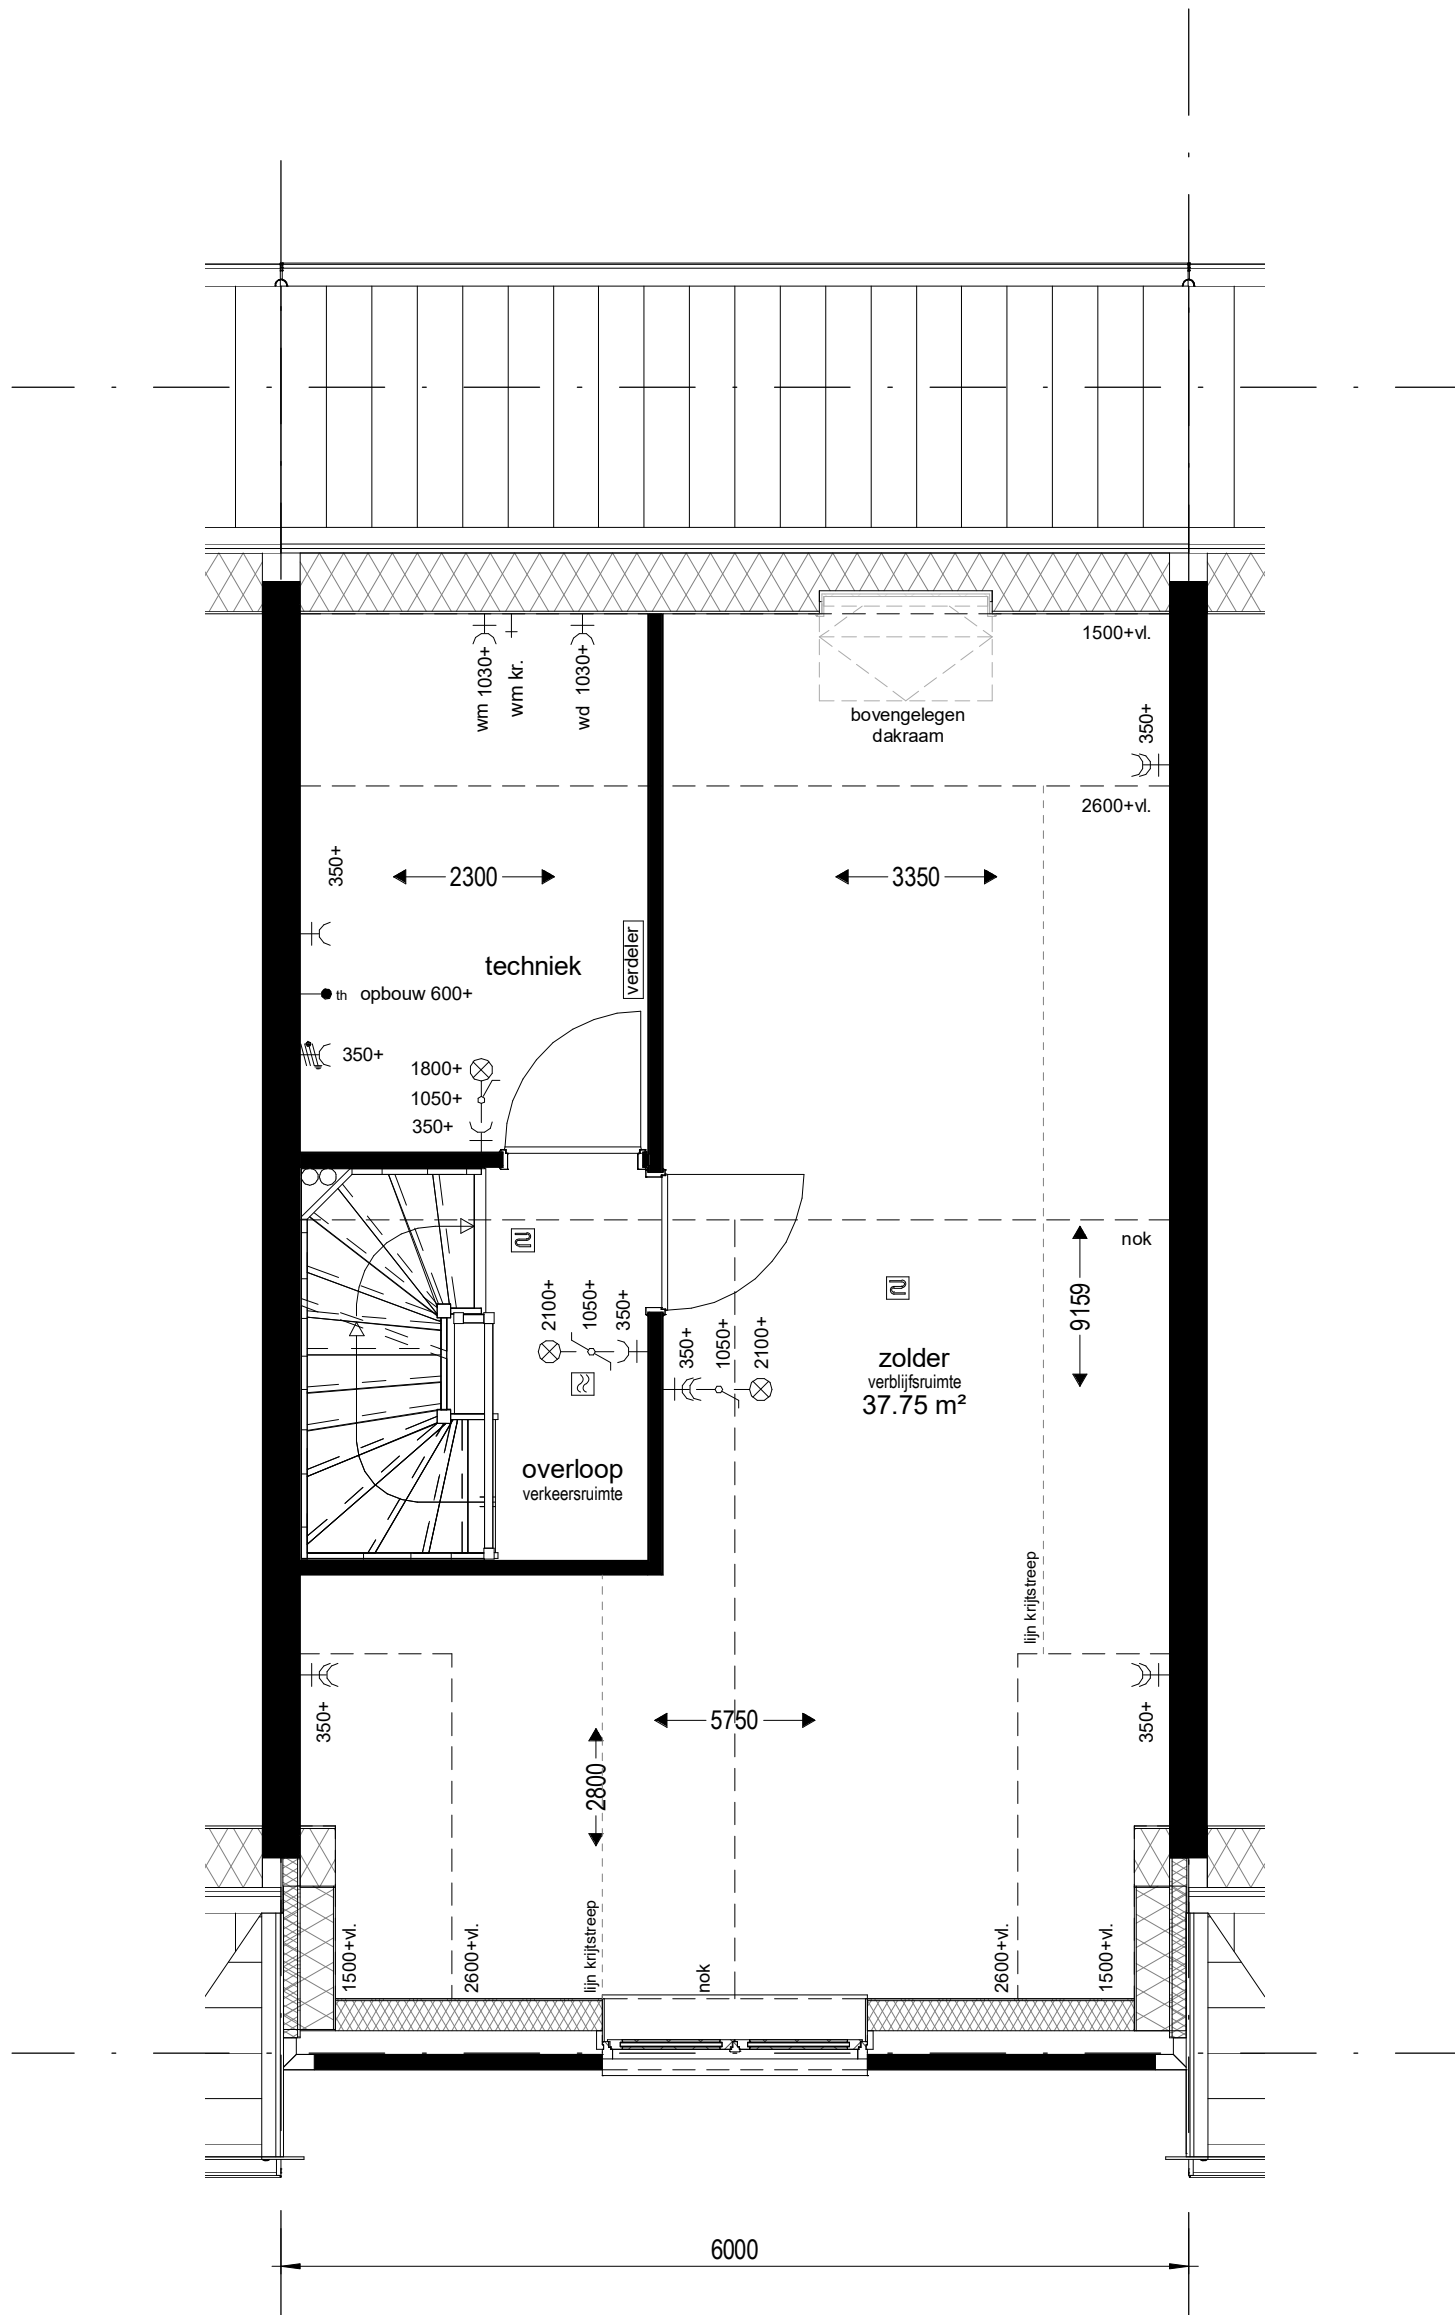 1500+vl.
wm 1030+
wm kr.
wd 1030+
bovengelegen
dakraam
350+
2600+vl.
350+
2300
3350
techniek
verdeler
th opbouw 600+
350+
1800+
1050+
350+
nok
2100+
1050+
350+
350+
1050+
2100+
9159
zolder
verblijfsruimte
37.75 m²
overloop
verkeersruimte
lijn krijtstreep
350+
5750
350+
2800
1500+vl.
2600+vl.
lijn krijtstreep
nok
2600+vl.
1500+vl.
6000